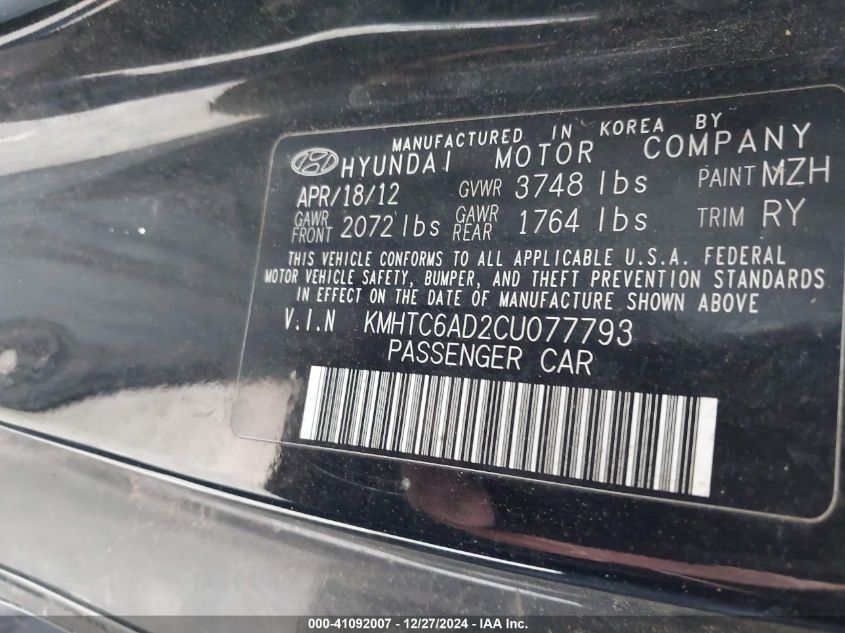 MANUFACTURED IN KOREA BY
HYUNDAI MOTOR COMPANY
APR/18/12 GVWR 3748 lbs PAINT MZH
GAWR FRONT 2072 lbs GAWR REAR 1764 lbs TRIM RY
THIS VEHICLE CONFORMS TO ALL APPLICABLE U.S.A. FEDERAL
MOTOR VEHICLE SAFETY, BUMPER, AND THEFT PREVENTION STANDARDS
IN EFFECT ON THE DATE OF MANUFACTURE SHOWN ABOVE
V.I.N KMHTC6AD2CU077793
PASSENGER CAR
000-41092007 - 12/27/2024 - IAA Inc.